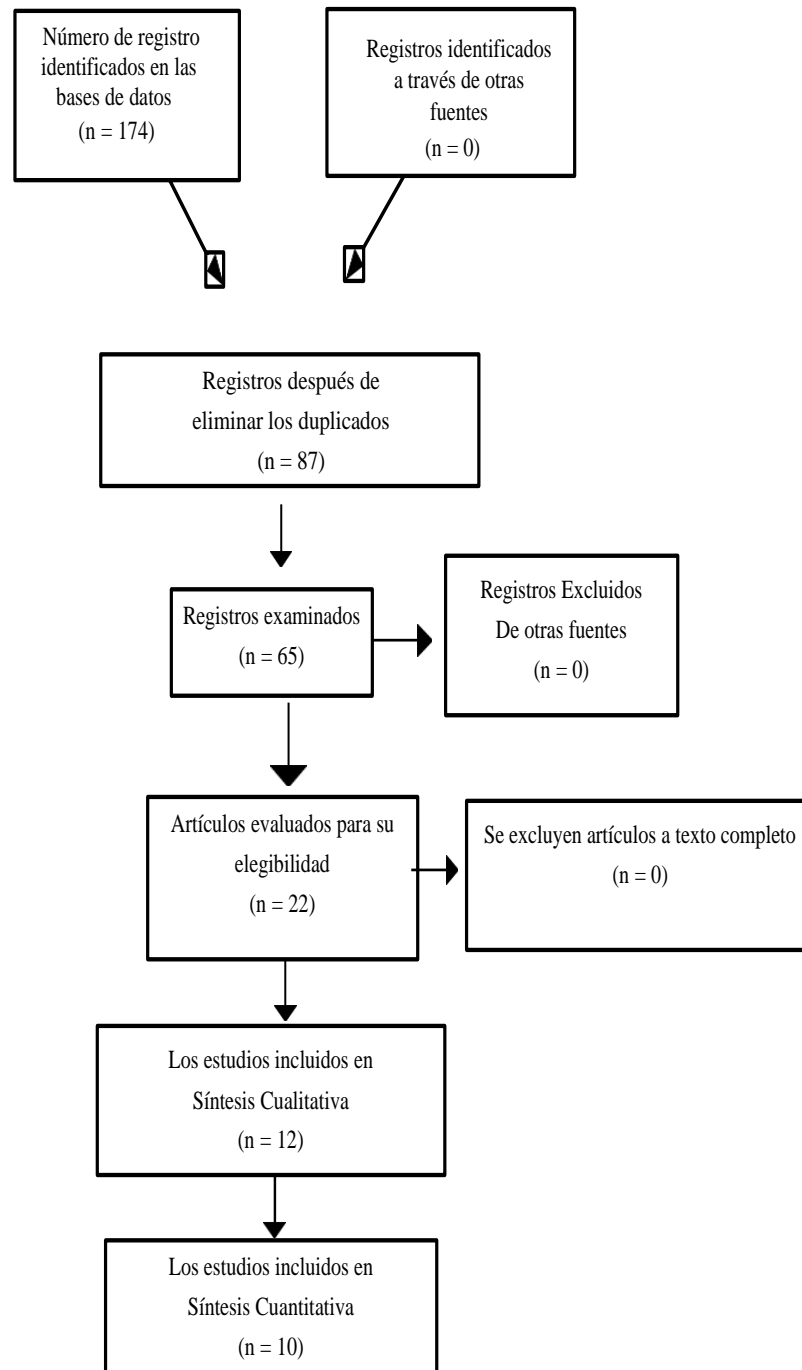 Número de registro
identificados en las
bases de datos
(n = 174)
Registros identificados
a través de otras
fuentes
(n = 0)
Registros después de
eliminar los duplicados
(n = 87)
Registros examinados
(n = 65)
Registros Excluidos
De otras fuentes
(n = 0)
Artículos evaluados para su
elegibilidad
(n = 22)
Se excluyen artículos a texto completo
(n = 0)
Los estudios incluidos en
Síntesis Cualitativa
(n = 12)
Los estudios incluidos en
Síntesis Cuantitativa
(n = 10)